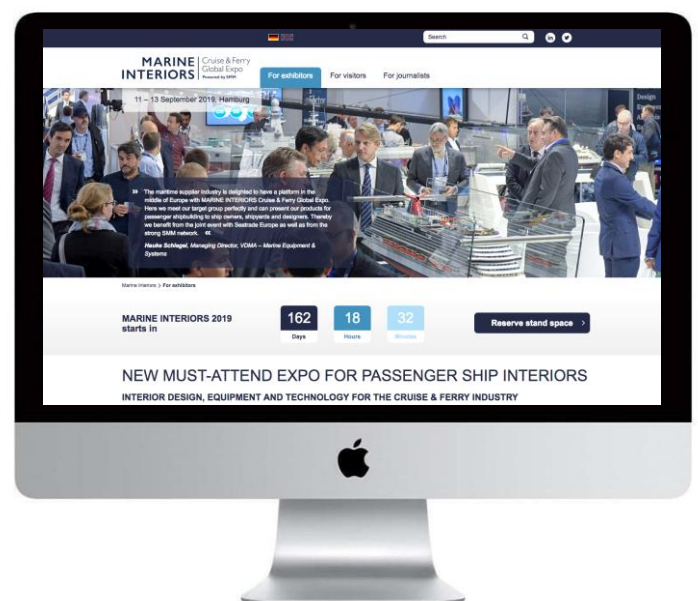 Search
MARINE INTERIORS
Cruise & Ferry
Global Expo
Powered by SMM
For exhibitors
For visitors
For journalists
11 – 13 September 2019, Hamburg
Design
» The maritime supplier industry is delighted to have a platform in the
middle of Europe with MARINE INTERIORS Cruise & Ferry Global Expo.
Here we meet our target group perfectly and can present our products for
passenger shipbuilding to ship owners, shipyards and designers. Thereby
we benefit from the joint event with Seatrade Europe as well as from the
strong SMM network. «
Hauke Schlegel, Managing Director, VDMA – Marine Equipment &
Systems
Marine Interiors > For exhibitors
MARINE INTERIORS 2019
starts in
162
Days
18
Hours
32
Minutes
Reserve stand space >
NEW MUST-ATTEND EXPO FOR PASSENGER SHIP INTERIORS
INTERIOR DESIGN, EQUIPMENT AND TECHNOLOGY FOR THE CRUISE & FERRY INDUSTRY